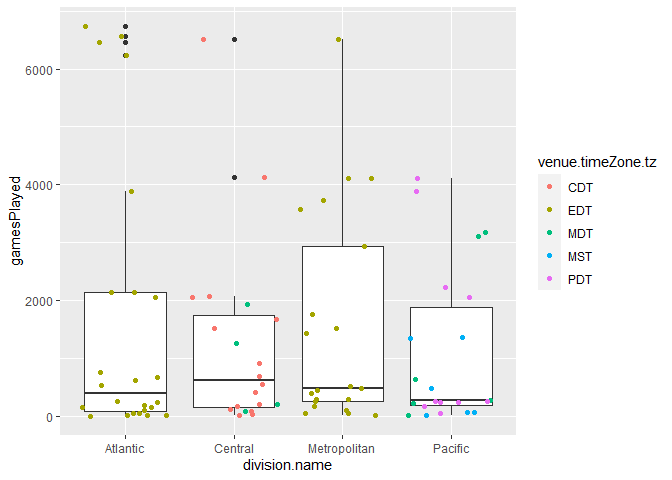 6000
4000
2000
0
gamesPlayed
Atlantic
Central
Metropolitan
Pacific
division.name
venue.timeZone.tz
CDT
EDT
MDT
MST
PDT